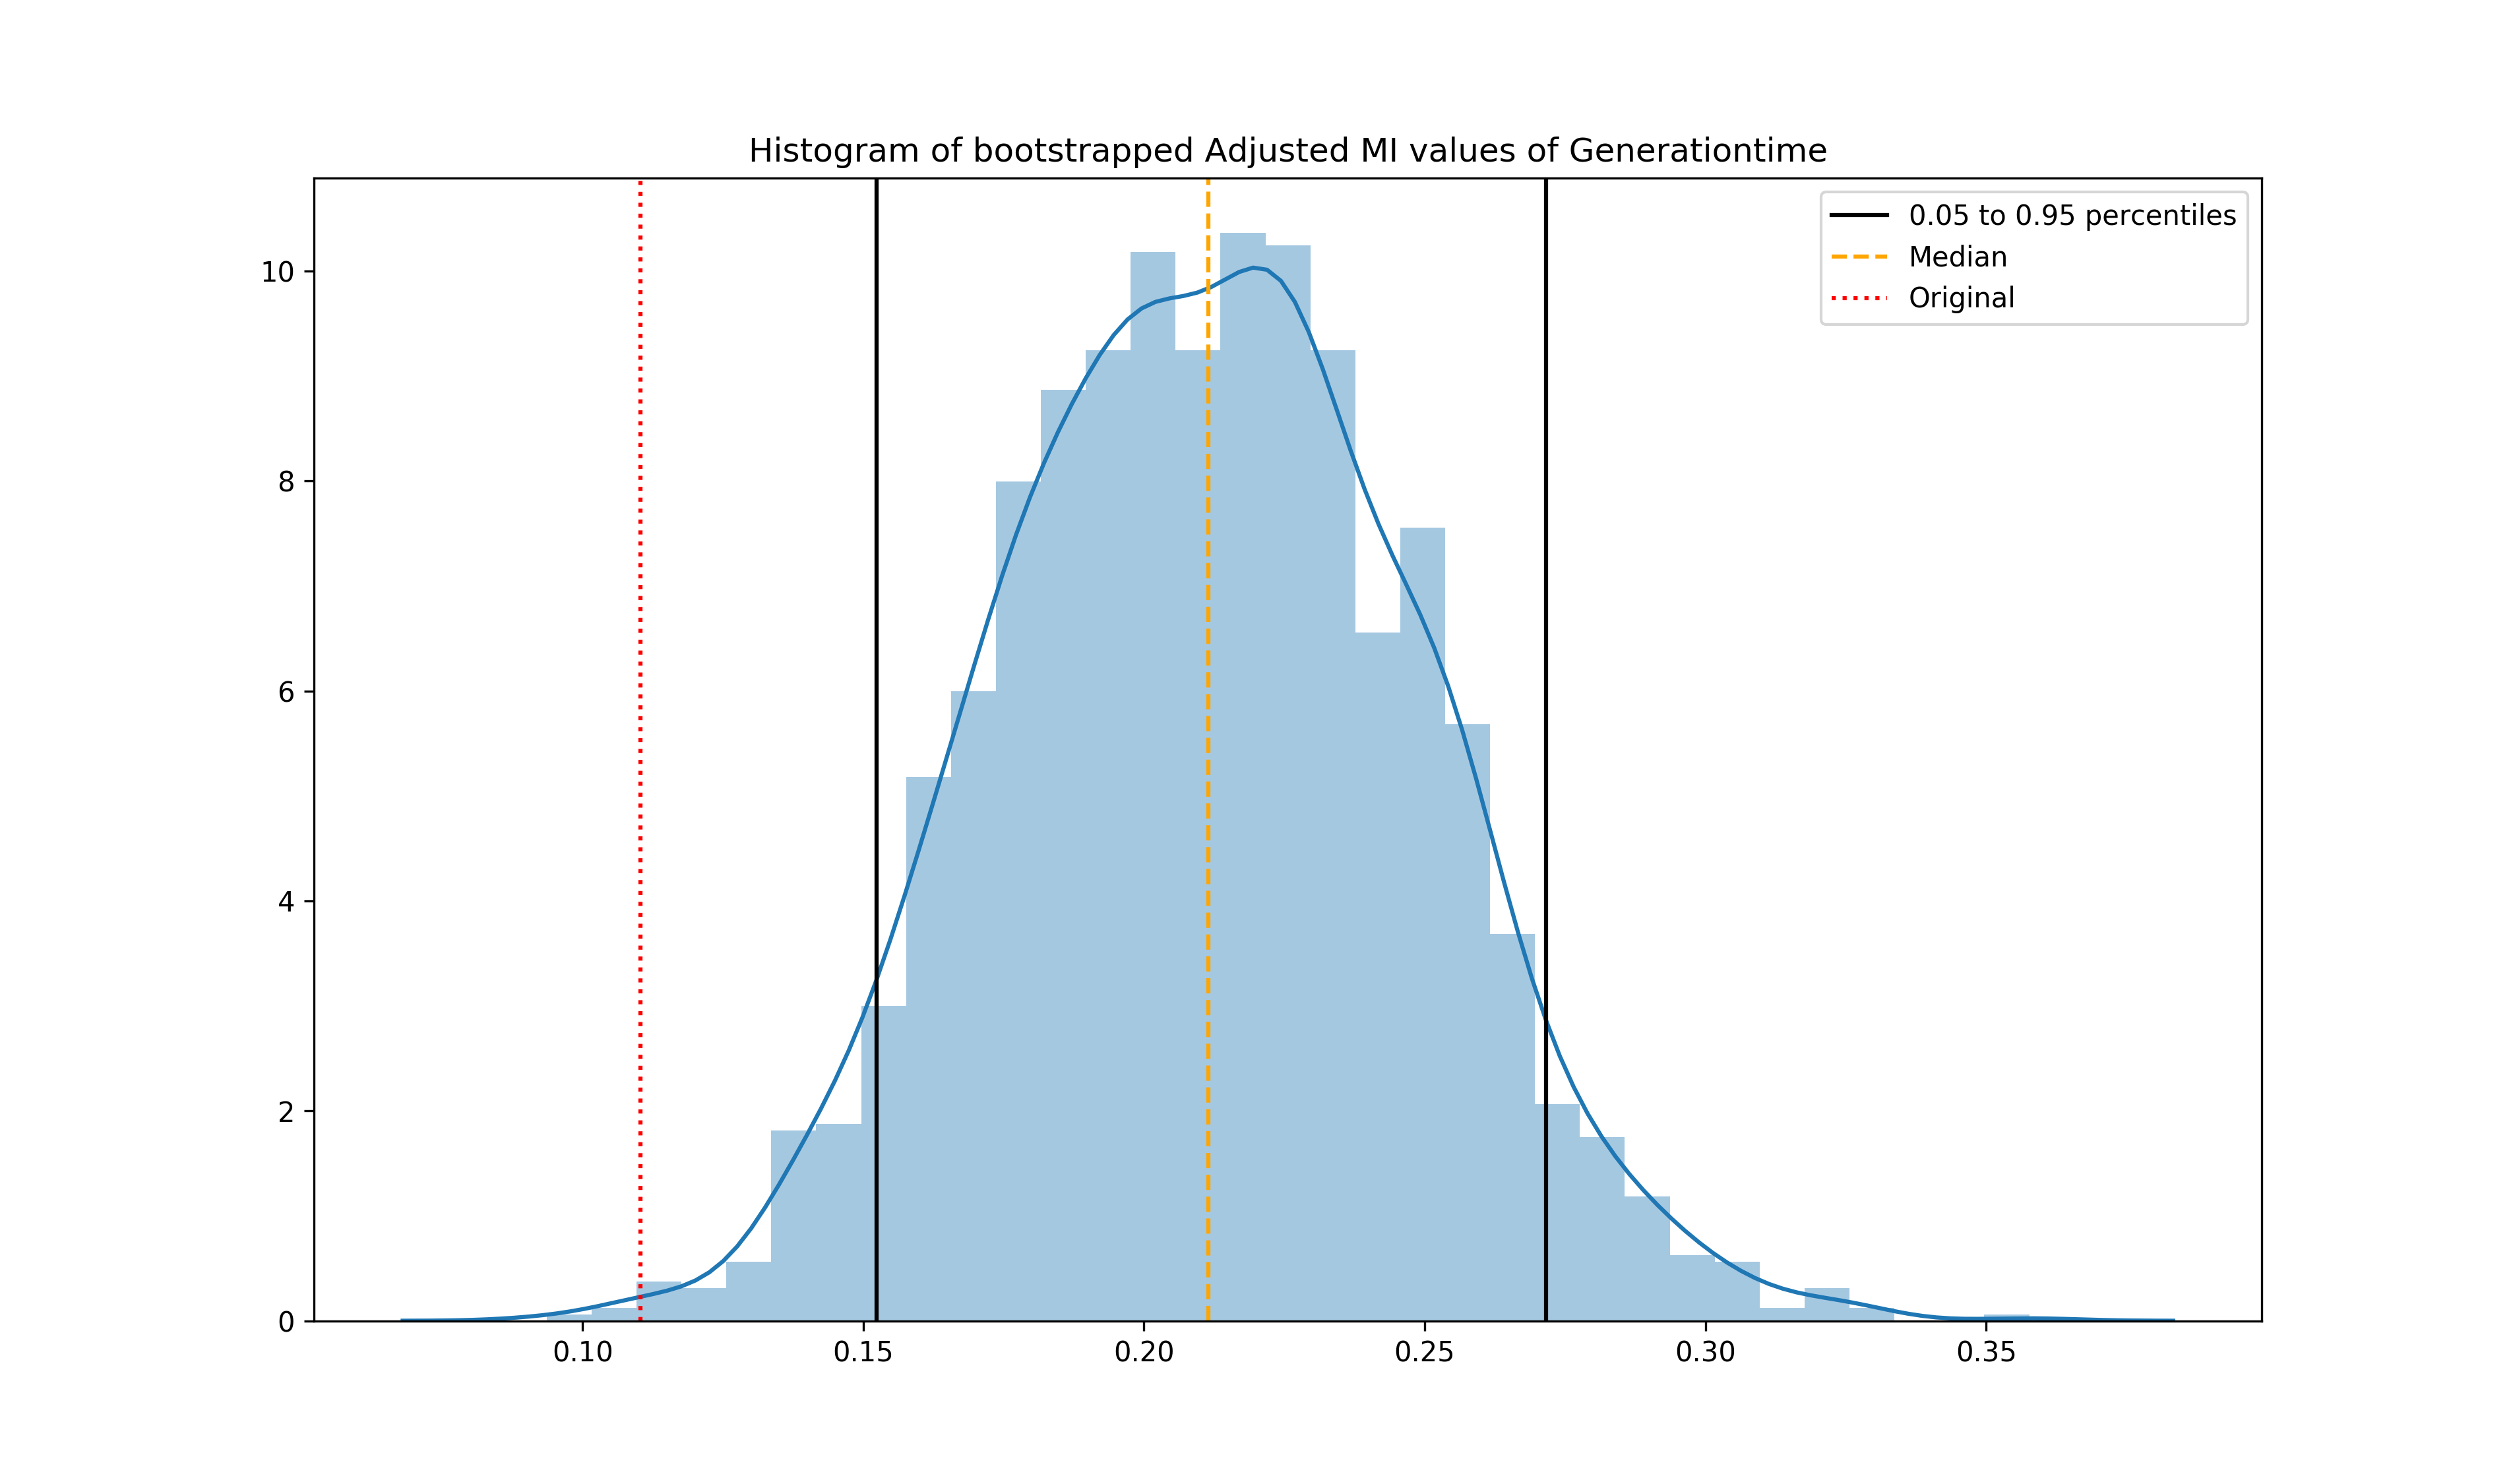 Histogram of bootstrapped Adjusted MI values of Generationtime
0.05 to 0.95 percentiles
Median
Original
10
8
6
4
2
0
0.10 0.15 0.20 0.25 0.30 0.35